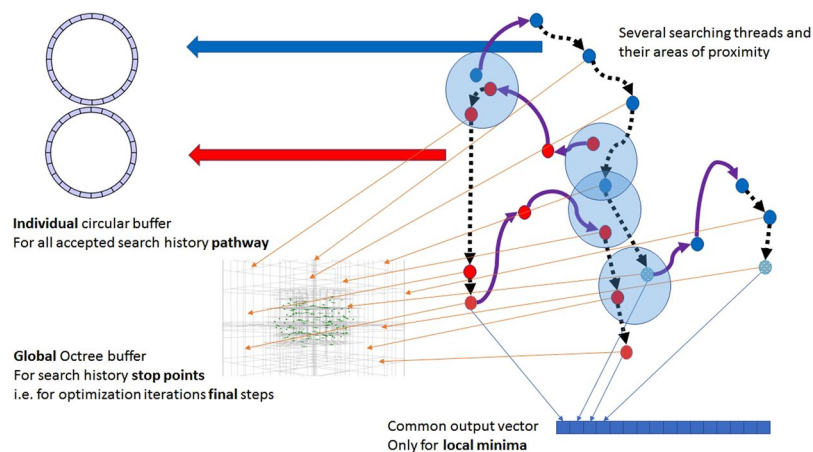 Several searching threads and
their areas of proximity
Individual circular buffer
For all accepted search history pathway
Global Octree buffer
For search history stop points
i.e. for optimization iterations final steps
Common output vector
Only for local minima